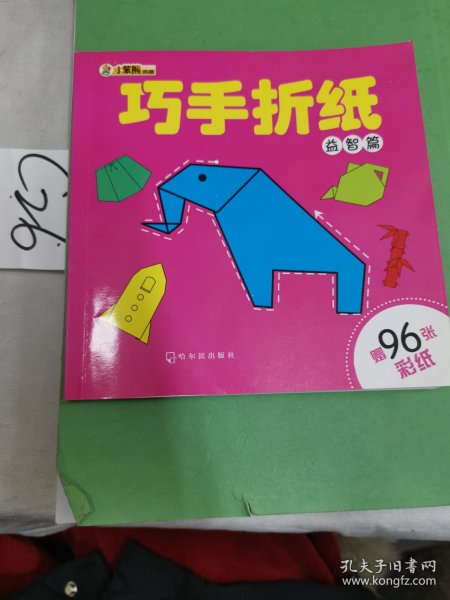 小笨熊
巧手折纸
益智篇
哈尔滨出版社
赠96张
彩纸
孔夫子旧书网
www.kongfz.com